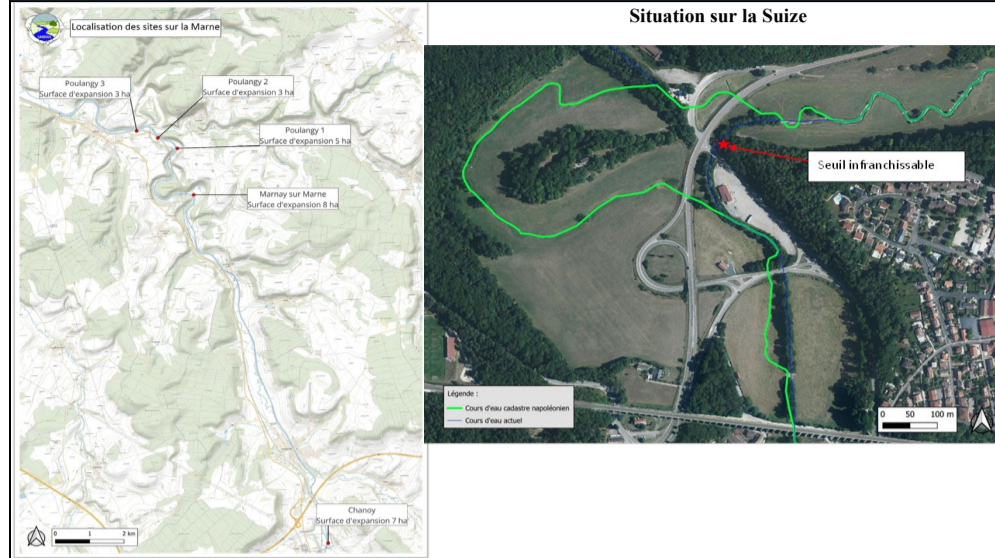 Localisation des sites sur la Marne
Poulangy 3
Surface d'expansion 3 ha
Poulangy 2
Surface d'expansion 3 ha
Poulangy 1
Surface d'expansion 5 ha
Marnay sur Marne
Surface d'expansion 8 ha
Chanoy
Surface d'expansion 7 ha
0 1 2 km
Situation sur la Suize
Seuil infranchissable
Légende :
Cours d'eau cadastre napoléonien
Cours d'eau actuel
0 50 100 m